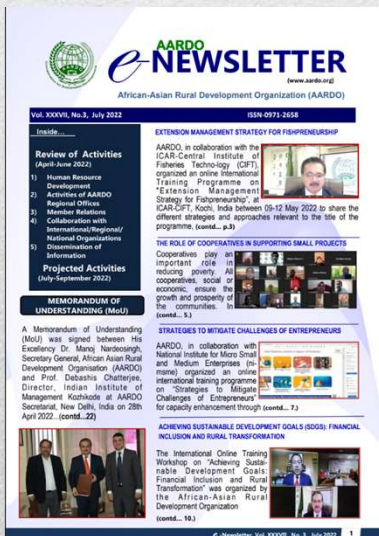 AARDO
e-NEWSLETTER
(www.aardo.org)
African-Asian Rural Development Organization (AARDO)
Vol. XXXVII, No.3, July 2022 ISSN-0971-2658
Inside...
Review of Activities
(April-June 2022)
1) Human Resource
Development
2) Activities of AARDO
Regional Offices
3) Member Relations
4) Collaboration with
International/Regional/
National Organizations
5) Dissemination of
Information
Projected Activities
(July-September 2022)
MEMORANDUM OF
UNDERSTANDING (MoU)
A Memorandum of Understanding
(MoU) was signed between His
Excellency Dr. Manoj Nardeosingh,
Secretary General, African Asian Rural
Development Organisation (AARDO)
and Prof. Debashis Chatterjee,
Director, Indian Institute of
Management Kozhikode at AARDO
Secretariat, New Delhi, India on 28th
April 2022...(contd...22)
EXTENSION MANAGEMENT STRATEGY FOR FISHPRENEURSHIP
AARDO, in collaboration with the
ICAR-Central Institute of
Fisheries Techno-logy (CIFT),
organized an online International
Training Programme on
"Extension Management
Strategy for Fishpreneurship", at
ICAR-CIFT, Kochi, India between 09-12 May 2022 to share the
different strategies and approaches relevant to the title of the
programme, (contd... p.3)
THE ROLE OF COOPERATIVES IN SUPPORTING SMALL PROJECTS
Cooperatives play an
important role in
reducing poverty. All
cooperatives, social or
economic, ensure the
growth and prosperity of
the communities. In
(contd... 5.)
STRATEGIES TO MITIGATE CHALLENGES OF ENTREPRENEURS
AARDO, in collaboration with
National Institute for Micro Small
and Medium Enterprises (ni-
msme) organized an online
international training programme
on "Strategies to Mitigate
Challenges of Entrepreneurs"
for capacity enhancement through (contd... 7.)
ACHIEVING SUSTAINABLE DEVELOPMENT GOALS (SDGS): FINANCIAL
INCLUSION AND RURAL TRANSFORMATION
The International Online Training
Workshop on "Achieving Sustai-
nable Development Goals:
Financial Inclusion and Rural
Transformation" was organized by
the African-Asian Rural
Development Organization
(contd... 10.)
e-Newsletter, Vol. XXXVII, No. 3, July 2022 1